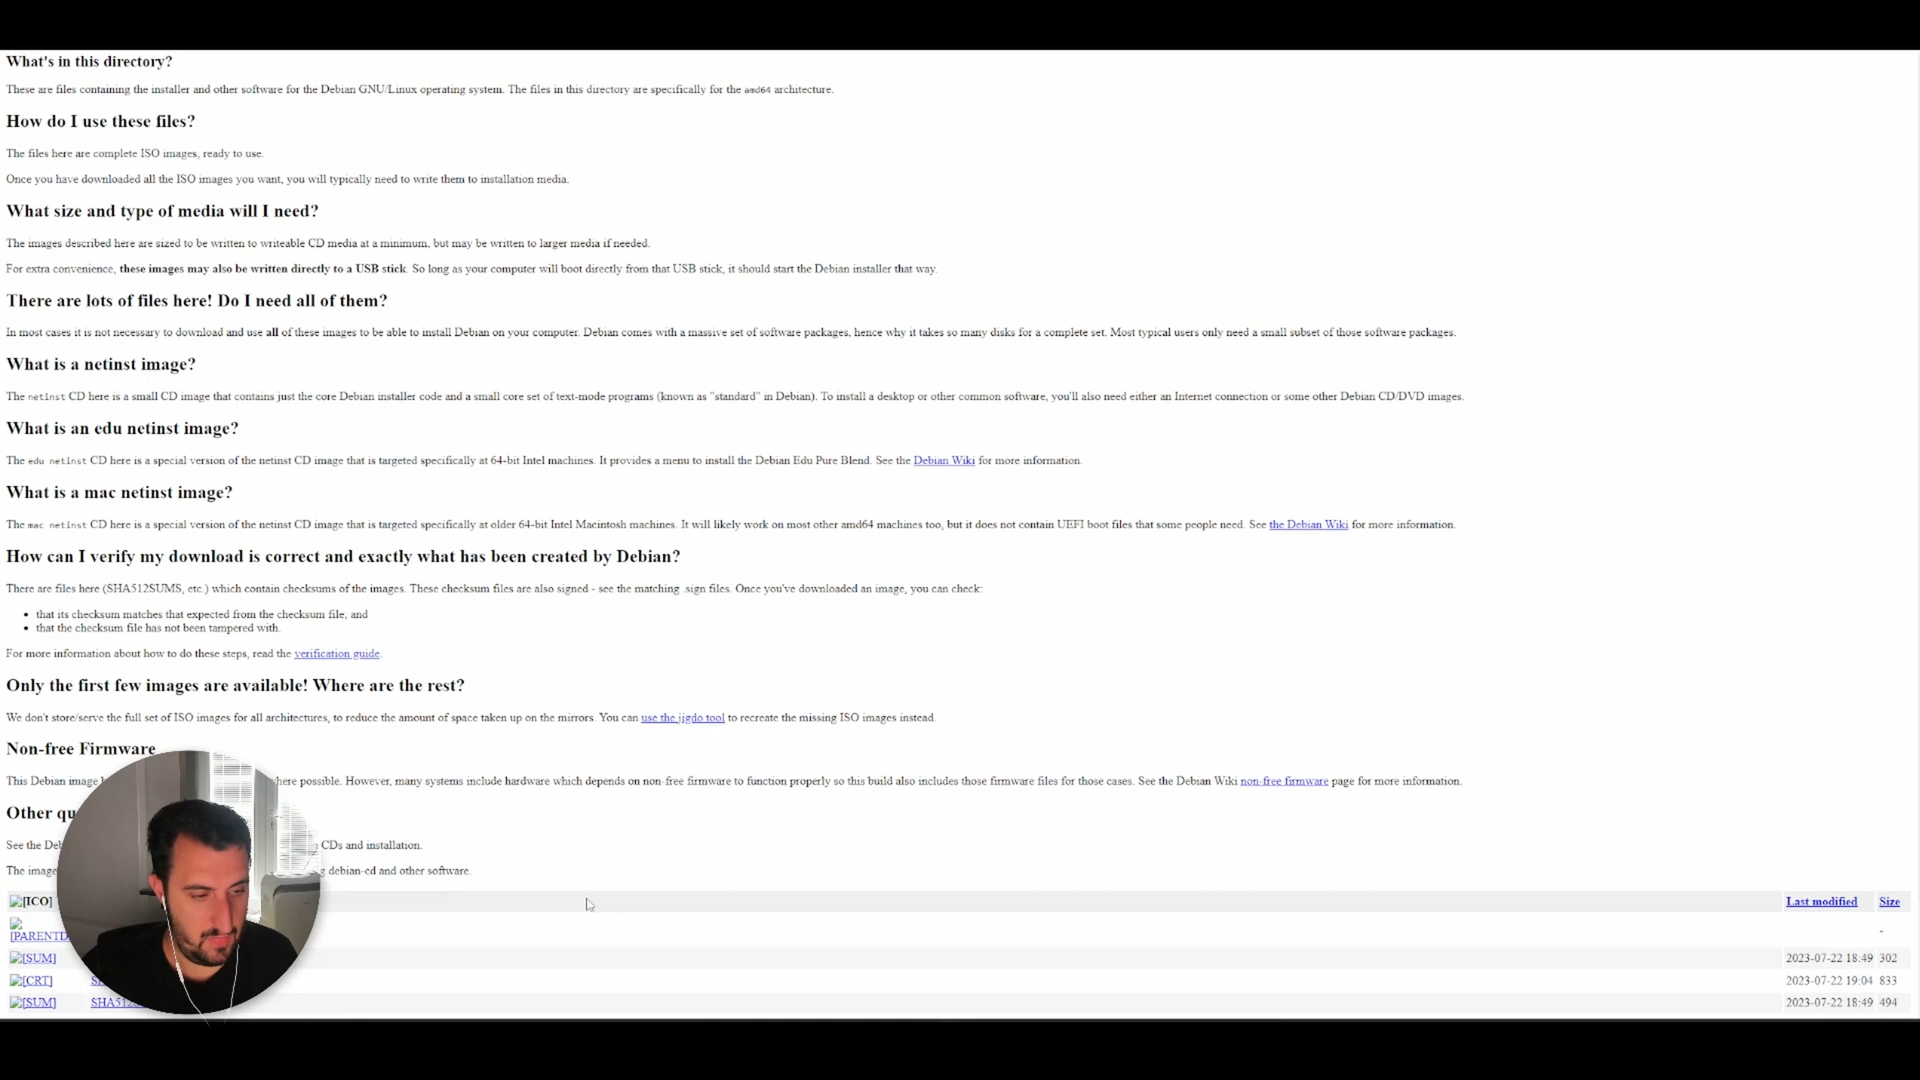 What's in this directory?
These are files containing the installer and other software for the Debian GNU/Linux operating system. The files in this directory are specifically for the amd64 architecture.
How do I use these files?
The files here are complete ISO images, ready to use.
Once you have downloaded all the ISO images you want, you will typically need to write them to installation media.
What size and type of media will I need?
The images described here are sized to be written to writeable CD media at a minimum, but may be written to larger media if needed.
For extra convenience, these images may also be written directly to a USB stick. So long as your computer will boot directly from that USB stick, it should start the Debian installer that way.
There are lots of files here! Do I need all of them?
In most cases it is not necessary to download and use all of these images to be able to install Debian on your computer. Debian comes with a massive set of software packages, hence why it takes so many disks for a complete set. Most typical users only need a small subset of those software packages.
What is a netinst image?
The netinst CD here is a small CD image that contains just the core Debian installer code and a small core set of text-mode programs (known as "standard" in Debian). To install a desktop or other common software, you'll also need either an Internet connection or some other Debian CD/DVD images.
What is an edu netinst image?
The edu netinst CD here is a special version of the netinst CD image that is targeted specifically at 64-bit Intel machines. It provides a menu to install the Debian Edu Pure Blend. See the Debian Wiki for more information.
What is a mac netinst image?
The mac netinst CD here is a special version of the netinst CD image that is targeted specifically at older 64-bit Intel Macintosh machines. It will likely work on most other amd64 machines too, but it does not contain UEFI boot files that some people need. See the Debian Wiki for more information.
How can I verify my download is correct and exactly what has been created by Debian?
There are files here (SHA512SUMS, etc.) which contain checksums of the images. These checksum files are also signed - see the matching .sign files. Once you've downloaded an image, you can check:
• that its checksum matches that expected from the checksum file; and
• that the checksum file has not been tampered with.
For more information about how to do these steps, read the verification guide.
Only the first few images are available! Where are the rest?
We don't store/serve the full set of ISO images for all architectures, to reduce the amount of space taken up on the mirrors. You can use the jigdo tool to recreate the missing ISO images instead.
Non-free Firmware
This Debian image here possible. However, many systems include hardware which depends on non-free firmware to function properly so this build also includes those firmware files for those cases. See the Debian Wiki non-free firmware page for more information.
Other qu
See the Deb CDs and installation.
The image g debian-cd and other software.
[ICO] Last modified Size
[PARENTD -
[SUM] 2023-07-22 18:49 302
[CRT] 2023-07-22 19:04 833
[SUM] SHA512 2023-07-22 18:49 494